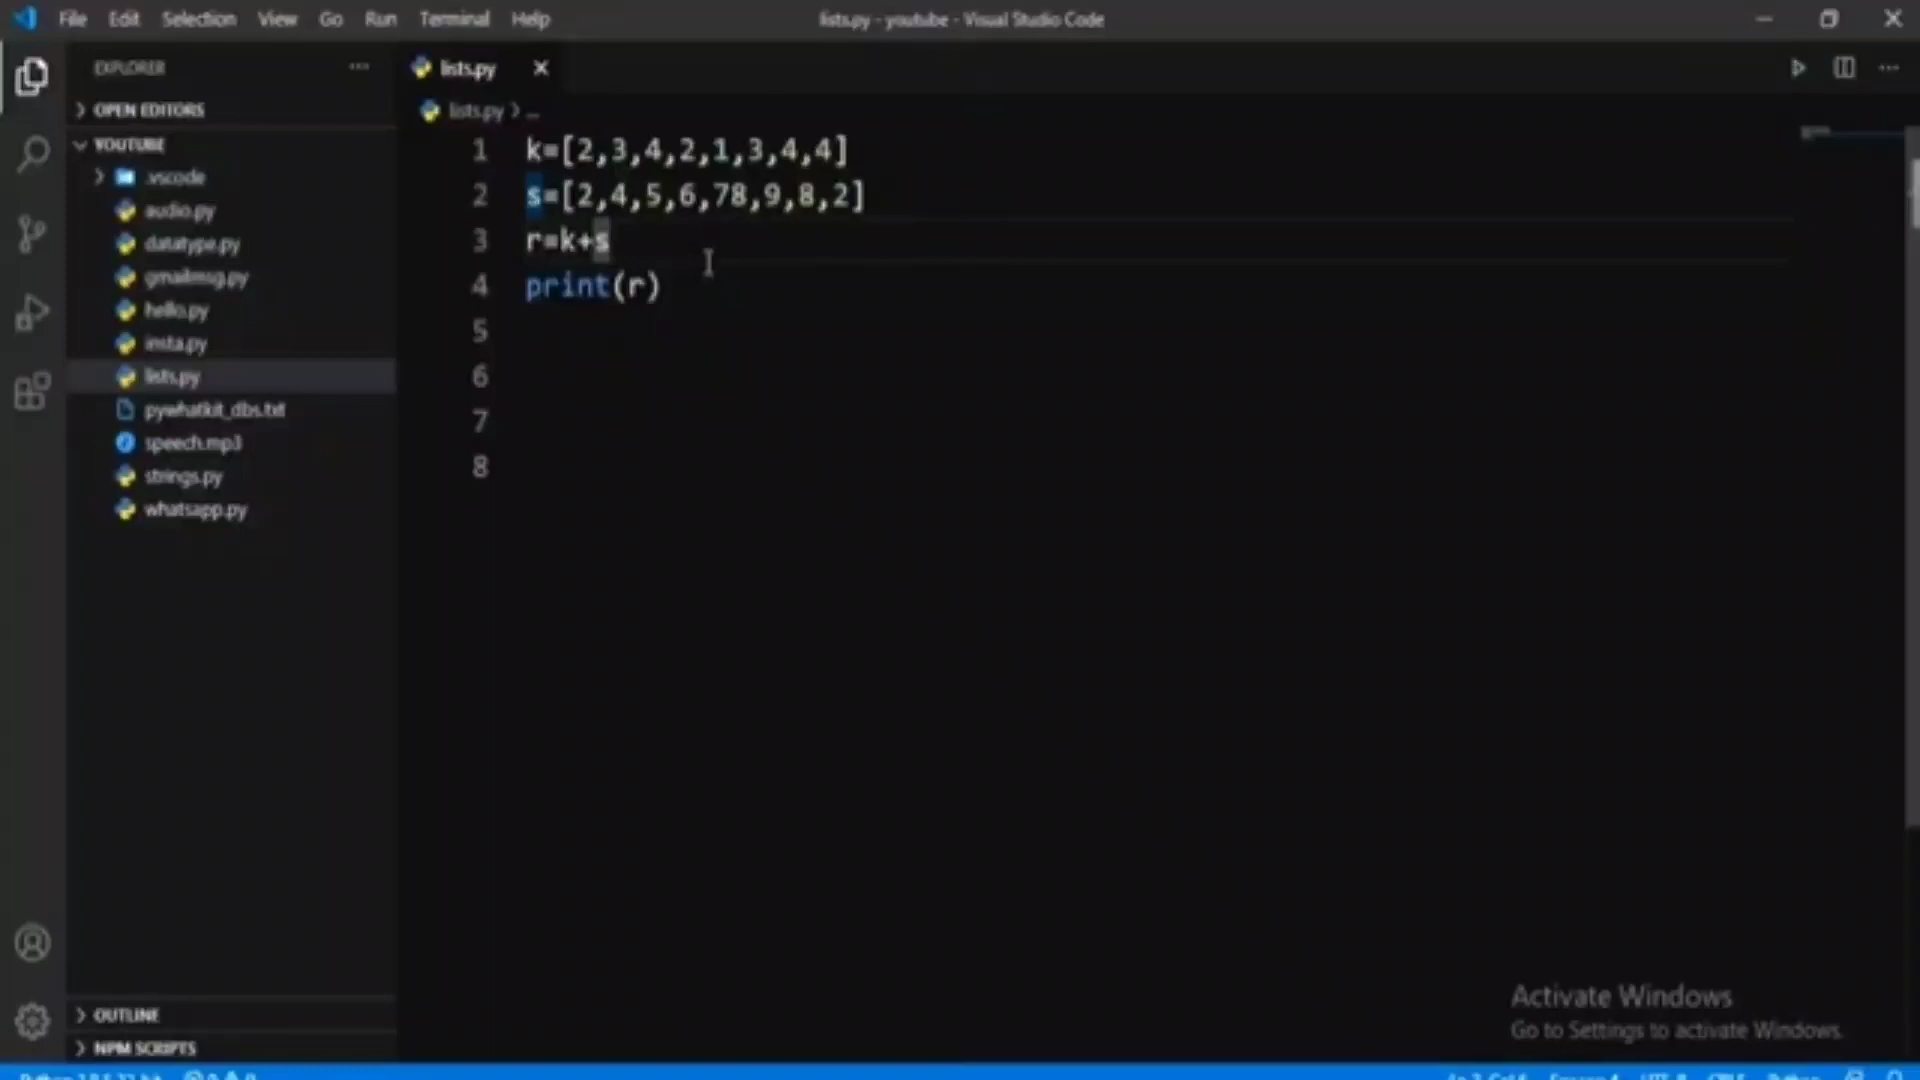 File Edit Selection View Go Run Terminal Help
lists.py - youtube - Visual Studio Code
EXPLORER
OPEN EDITORS
YOUTUBE
.vscode
audio.py
datatype.py
gmailmsg.py
hello.py
insta.py
lists.py
pywhatkit_dbs.txt
speech.mp3
strings.py
whatsapp.py
OUTLINE
NPM SCRIPTS
lists.py
lists.py > ...
1 k=[2,3,4,2,1,3,4,4]
2 s=[2,4,5,6,78,9,8,2]
3 r=k+s
4 print(r)
5
6
7
8
Activate Windows
Go to Settings to activate Windows.